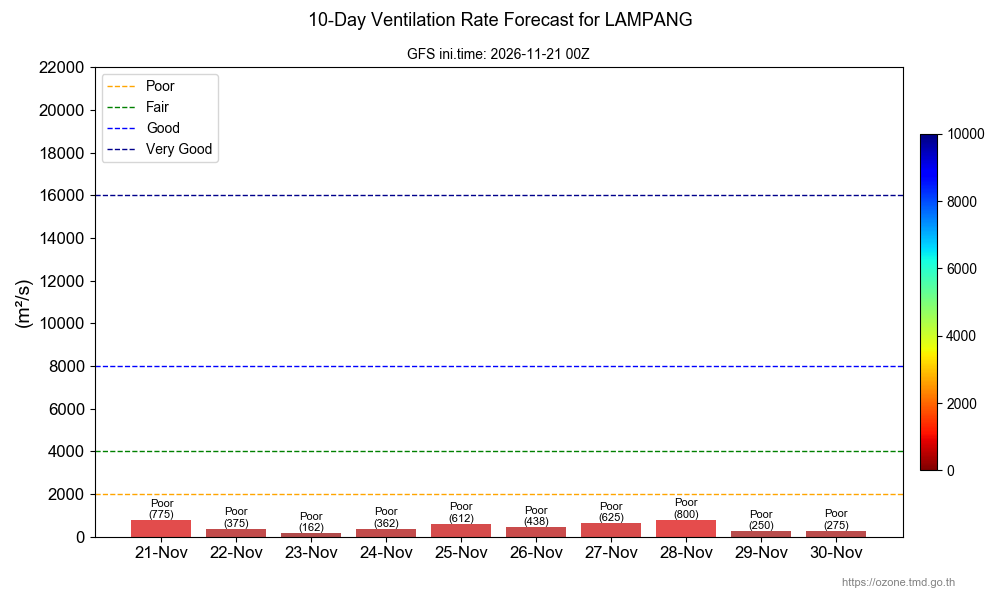 10-Day Ventilation Rate Forecast for LAMPANG
GFS ini.time: 2026-11-21 00Z
22000
20000
18000
16000
14000
12000
10000
8000
6000
4000
2000
0
(m²/s)
Poor
Fair
Good
Very Good
Poor
(775)
Poor
(375)
Poor
(162)
Poor
(362)
Poor
(612)
Poor
(438)
Poor
(625)
Poor
(800)
Poor
(250)
Poor
(275)
21-Nov
22-Nov
23-Nov
24-Nov
25-Nov
26-Nov
27-Nov
28-Nov
29-Nov
30-Nov
10000
8000
6000
4000
2000
0
https://ozone.tmd.go.th